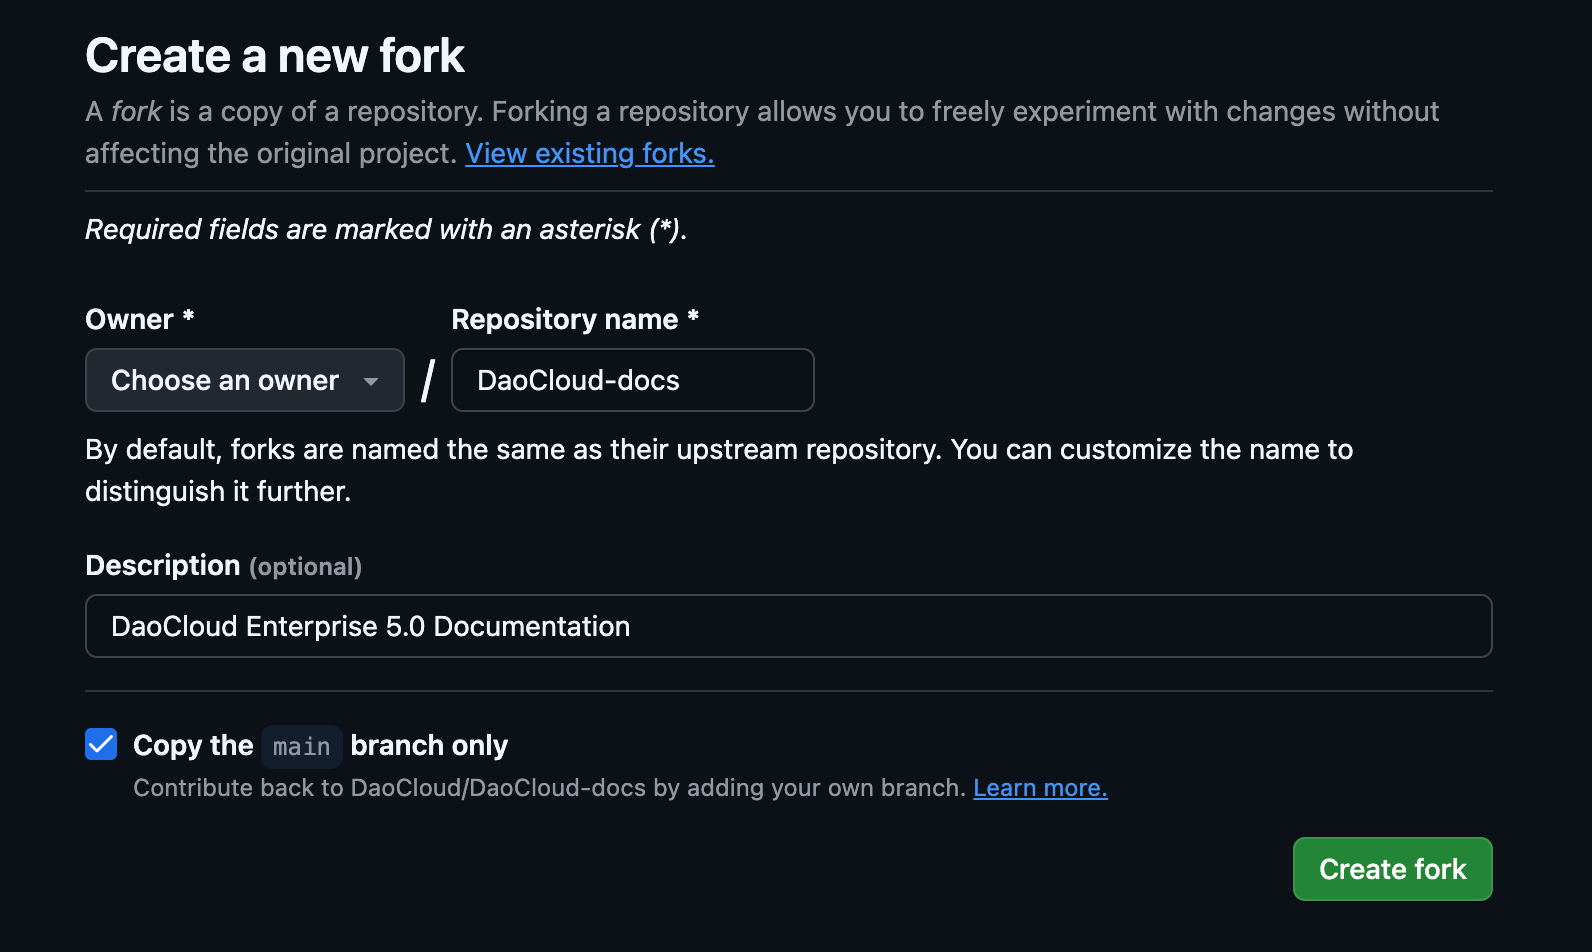 Create a new fork
A fork is a copy of a repository. Forking a repository allows you to freely experiment with changes without
affecting the original project. View existing forks.
Required fields are marked with an asterisk (*).
Owner *
Repository name *
Choose an owner
/
DaoCloud-docs
By default, forks are named the same as their upstream repository. You can customize the name to
distinguish it further.
Description (optional)
DaoCloud Enterprise 5.0 Documentation
Copy the main branch only
Contribute back to DaoCloud/DaoCloud-docs by adding your own branch. Learn more.
Create fork